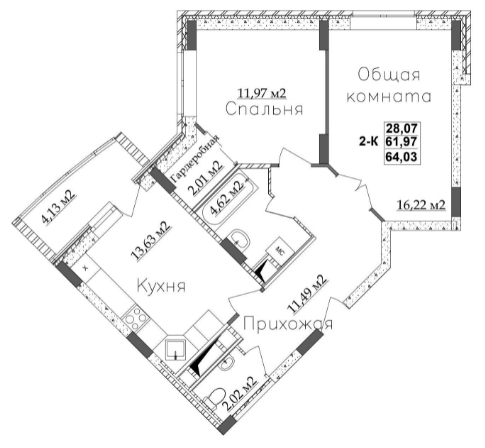 11,97 м2
Спальня
Общая
комната
28,07
2-К
61,97
64,03
16,22 м2
Гардеробная
2,01 м2
4,62 м2
4,13 м2
13,63 м2
Кухня
X
МС
11,49 м2
Прихожая
2,02 м2